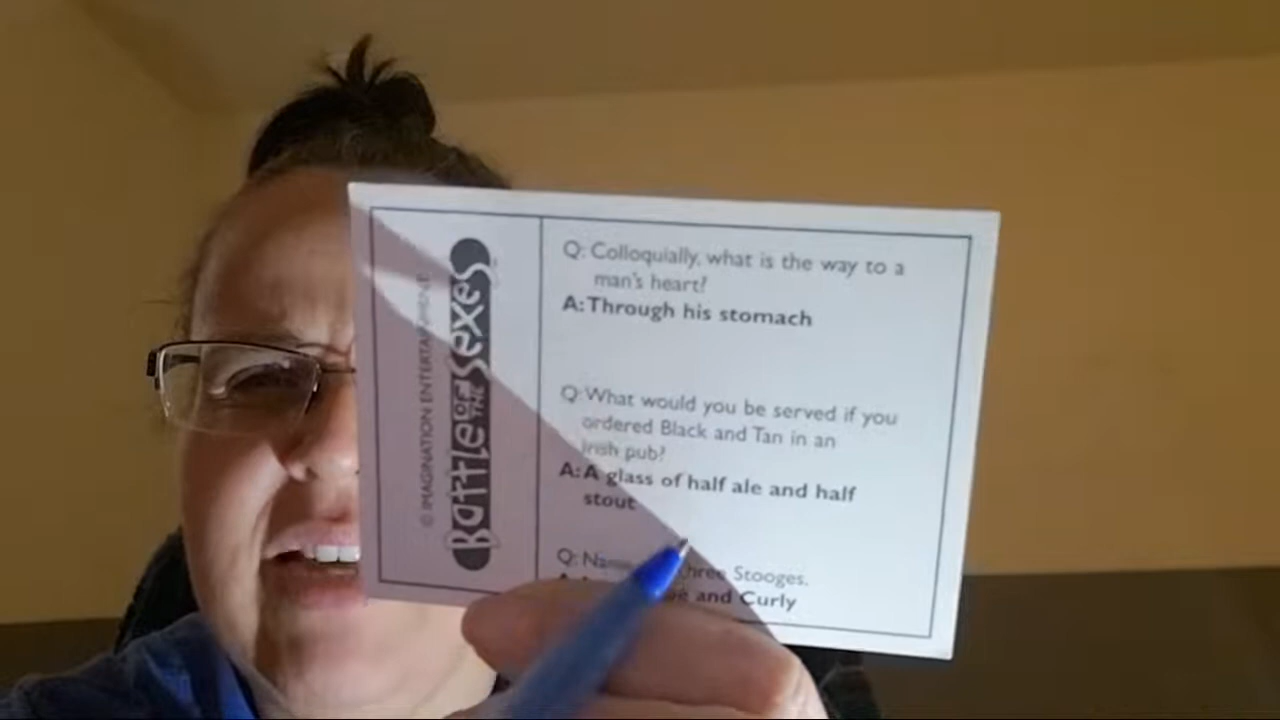 © IMAGINATION ENTERTAINMENT
Battle OF THE Sexes
Q: Colloquially, what is the way to a
man's heart?
A: Through his stomach
Q: What would you be served if you
ordered Black and Tan in an
Irish pub?
A: A glass of half ale and half
stout
Q: Three Stooges.
and Curly